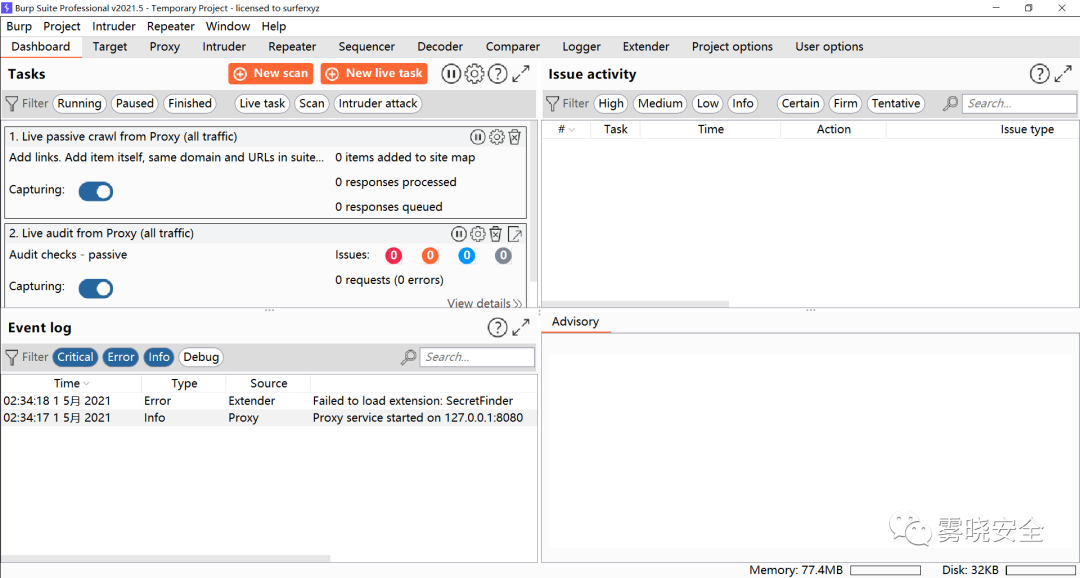 Burp Suite Professional v2021.5 - Temporary Project - licensed to surferxyz
Burp Project Intruder Repeater Window Help
Dashboard Target Proxy Intruder Repeater Sequencer Decoder Comparer Logger Extender Project options User options
Tasks
New scan
New live task
Filter Running Paused Finished Live task Scan Intruder attack
1. Live passive crawl from Proxy (all traffic)
Add links. Add item itself, same domain and URLs in suite... 0 items added to site map
0 responses processed
Capturing:
0 responses queued
2. Live audit from Proxy (all traffic)
Audit checks - passive Issues: 0 0 0 0
0 requests (0 errors)
Capturing:
View details
Event log
Filter Critical Error Info Debug Search...
Time Type Source
02:34:18 1 5月 2021 Error Extender Failed to load extension: SecretFinder
02:34:17 1 5月 2021 Info Proxy Proxy service started on 127.0.0.1:8080
Issue activity
Filter High Medium Low Info Certain Firm Tentative Search...
# Task Time Action Issue type
Advisory
雾晓安全
Memory: 77.4MB Disk: 32KB